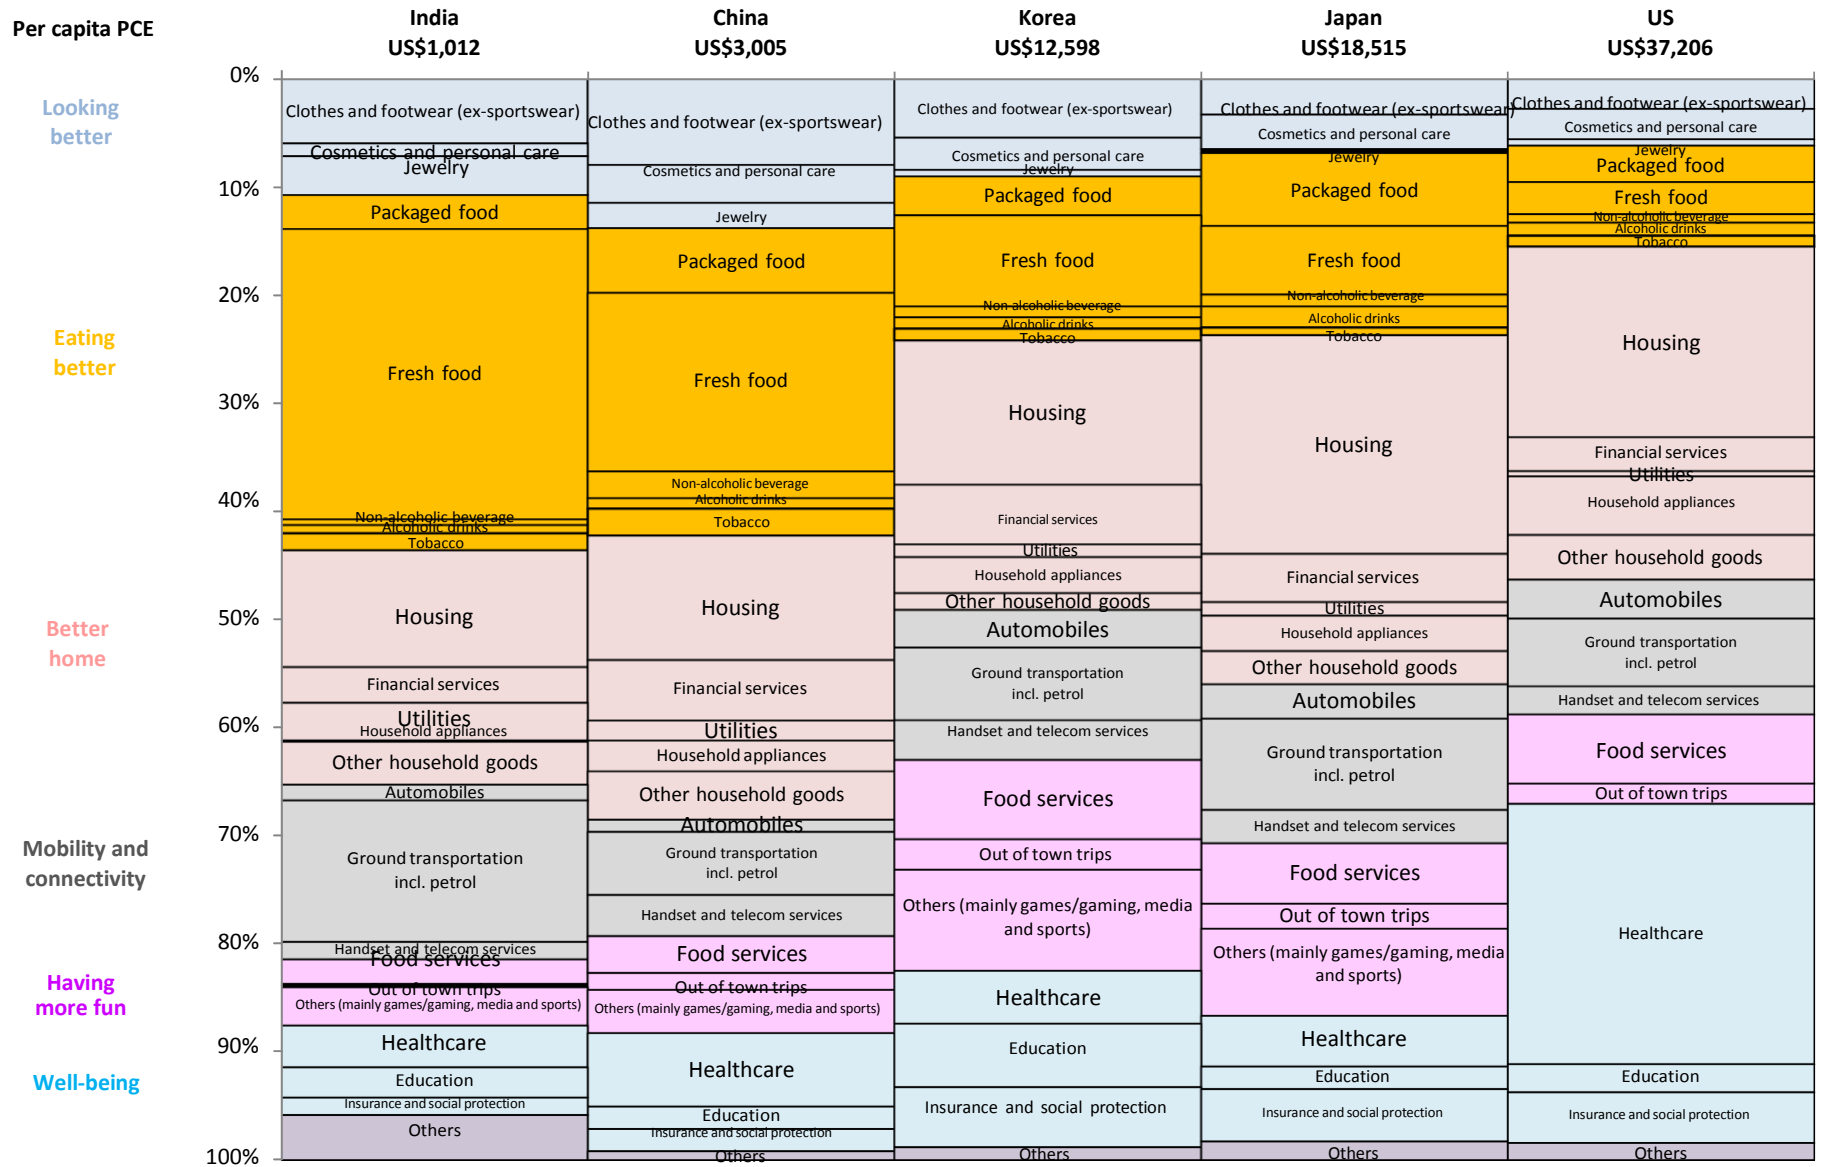 Per capita PCE
India
US$1,012
China
US$3,005
Korea
US$12,598
Japan
US$18,515
US
US$37,206
0%
10%
20%
30%
40%
50%
60%
70%
80%
90%
100%
Looking
better
Eating
better
Better
home
Mobility and
connectivity
Having
more fun
Well-being
Clothes and footwear (ex-sportswear)
Cosmetics and personal care
Jewelry
Packaged food
Fresh food
Non-alcoholic beverage
Alcoholic drinks
Tobacco
Housing
Financial services
Utilities
Household appliances
Other household goods
Automobiles
Ground transportation
incl. petrol
Handset and telecom services
Food services
Out of town trips
Others (mainly games/gaming, media and sports)
Healthcare
Education
Insurance and social protection
Others
Clothes and footwear (ex-sportswear)
Cosmetics and personal care
Jewelry
Packaged food
Fresh food
Non-alcoholic beverage
Alcoholic drinks
Tobacco
Housing
Financial services
Utilities
Household appliances
Other household goods
Automobiles
Ground transportation
incl. petrol
Handset and telecom services
Food services
Out of town trips
Others (mainly games/gaming, media and sports)
Healthcare
Education
Insurance and social protection
Others
Clothes and footwear (ex-sportswear)
Cosmetics and personal care
Jewelry
Packaged food
Fresh food
Non-alcoholic beverage
Alcoholic drinks
Tobacco
Housing
Financial services
Utilities
Household appliances
Other household goods
Automobiles
Ground transportation
incl. petrol
Handset and telecom services
Food services
Out of town trips
Others (mainly games/gaming, media
and sports)
Healthcare
Education
Insurance and social protection
Others
Clothes and footwear (ex-sportswear)
Cosmetics and personal care
Jewelry
Packaged food
Fresh food
Non-alcoholic beverage
Alcoholic drinks
Tobacco
Housing
Financial services
Utilities
Household appliances
Other household goods
Automobiles
Ground transportation
incl. petrol
Handset and telecom services
Food services
Out of town trips
Others (mainly games/gaming, media
and sports)
Healthcare
Education
Insurance and social protection
Others
Clothes and footwear (ex-sportswear)
Cosmetics and personal care
Jewelry
Packaged food
Fresh food
Non-alcoholic beverage
Alcoholic drinks
Tobacco
Housing
Financial services
Utilities
Household appliances
Other household goods
Automobiles
Ground transportation
incl. petrol
Handset and telecom services
Food services
Out of town trips
Healthcare
Education
Insurance and social protection
Others